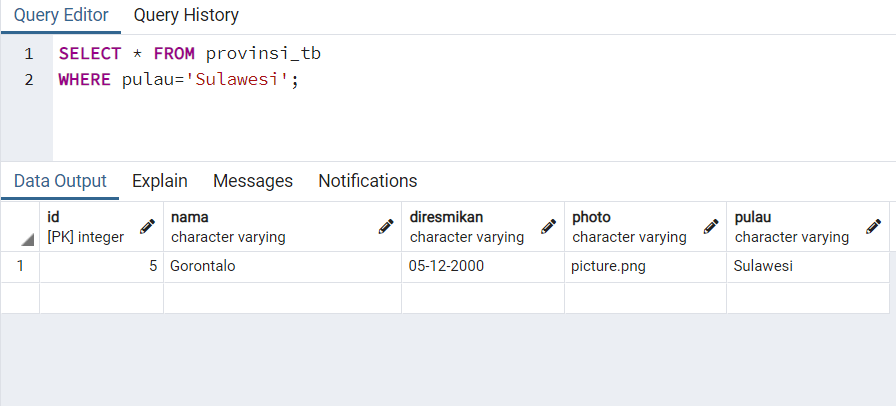 Query Editor Query History
1 SELECT * FROM provinsi_tb
2 WHERE pulau='Sulawesi';
Data Output Explain Messages Notifications
id nama diresmikan photo pulau
[PK] integer character varying character varying character varying character varying
1 5 Gorontalo 05-12-2000 picture.png Sulawesi